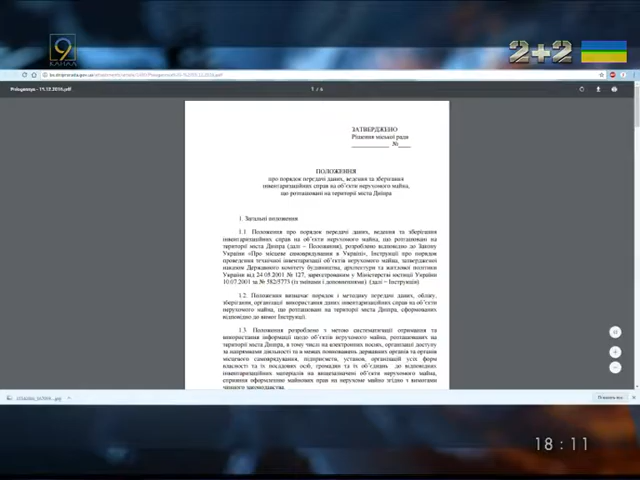 9
КАНАЛ
2+2
Polozgennya - 14.12.2016.pdf
1 / 6
ЗАТВЕРДЖЕНО
Рішення міської ради
____________ №____
ПОЛОЖЕННЯ
про порядок передачі даних, ведення та зберігання
інвентаризаційних справ на об'єкти нерухомого майна,
що розташовані на території міста Дніпра
1. Загальні положення
1.1 Положення про порядок передачі даних, ведення та зберігання
інвентаризаційних справ на об'єкти нерухомого майна, що розташовані на
території міста Дніпра (далі – Положення), розроблено відповідно до Закону
України «Про місцеве самоврядування в Україні», Інструкції про порядок
проведення технічної інвентаризації об'єктів нерухомого майна, затвердженої
наказом Державного комітету будівництва, архітектури та житлової політики
України від 24.05.2001 № 127, зареєстрованим у Міністерстві юстиції України
10.07.2001 за № 582/5773 (із змінами і доповненнями) (далі – Інструкція)
1.2. Положення визначає порядок і методику передачі даних, обліку,
зберігання, організації використання даних інвентаризаційних справ на об'єкти
нерухомого майна, що розташовані на території міста Дніпра, сформованих
відповідно до вимог Інструкції.
1.3. Положення розроблено з метою систематизації отримання та
використання інформації щодо об'єктів нерухомого майна, розташованих на
території міста Дніпра, в тому числі на електронних носіях, організації доступу
за напрямками діяльності та в межах повноважень державних органів та органів
місцевого самоврядування, підприємств, установ, організацій усіх форм
власності та їх посадових осіб, громадян та їх об'єднань до відповідних
інвентаризаційних матеріалів на вищезазначені об'єкти нерухомого майна,
сприяння оформленню майнових прав на нерухоме майно згідно з вимогами
чинного законодавства.
18:11